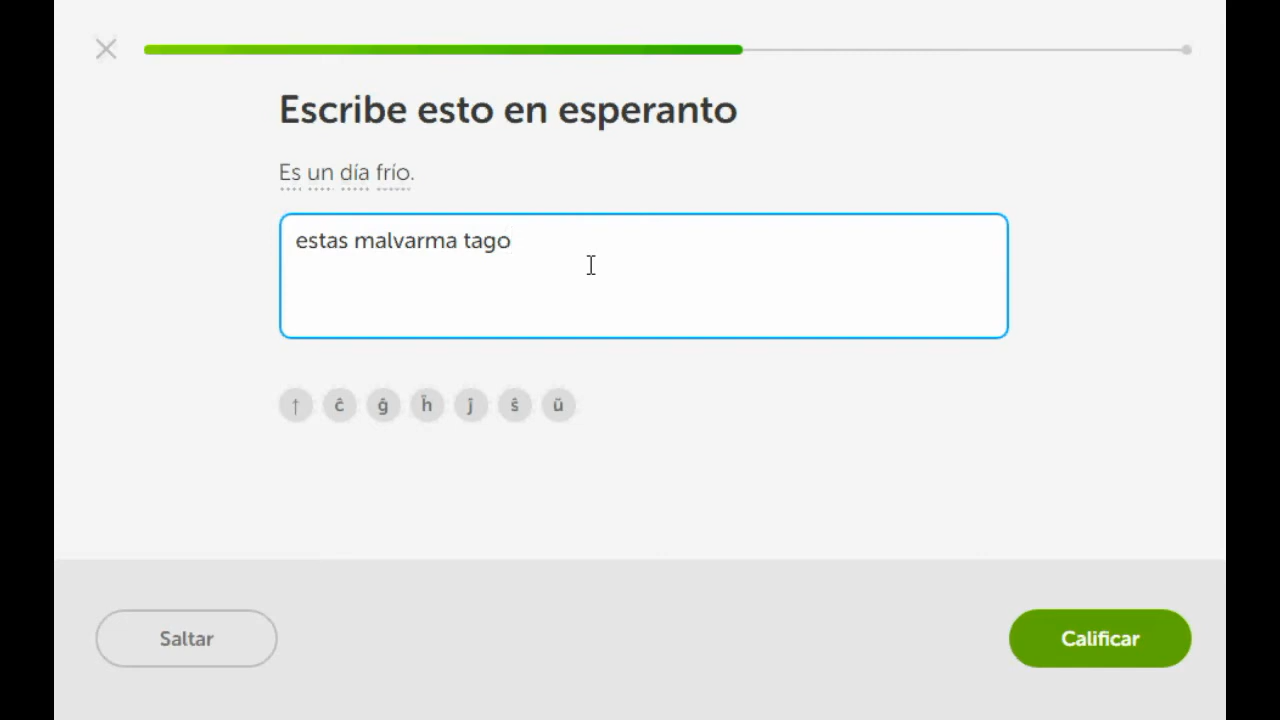 Escribe esto en esperanto
Es un día frío.
estas malvarma tago
↑ ĉ ĝ ĥ ĵ ŝ ŭ
Saltar
Calificar